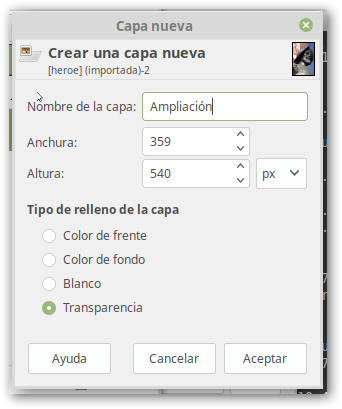 Capa nueva
Crear una capa nueva
[heroe] (importada)-2
Nombre de la capa: Ampliación
Anchura: 359
Altura: 540 px
Tipo de relleno de la capa
Color de frente
Color de fondo
Blanco
Transparencia
Ayuda Cancelar Aceptar